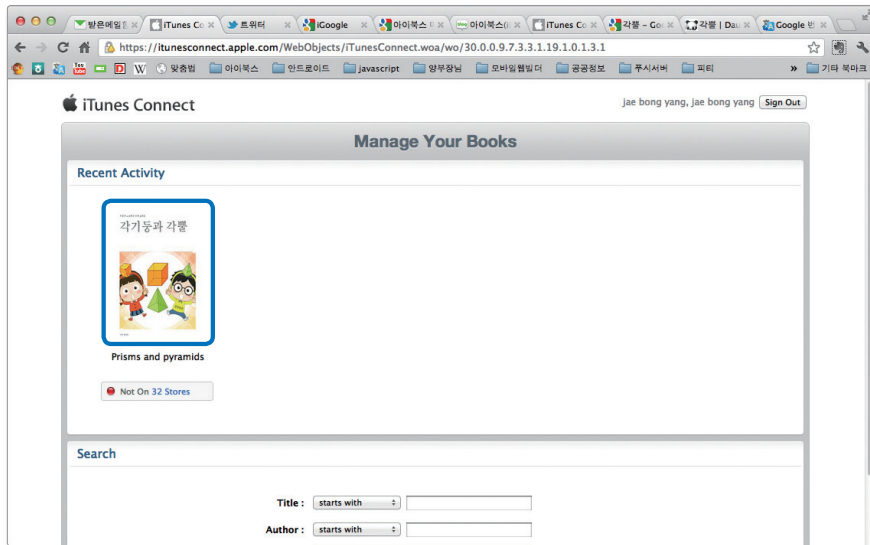 받은메일함
iTunes Co
트위터
iGoogle
아이북스
아이북스(i
iTunes Co
각뿔 - Goo
각뿔 | Dau
Google 번
https://itunesconnect.apple.com/WebObjects/iTunesConnect.woa/wo/30.0.0.9.7.3.3.1.19.1.0.1.3.1
맞춤법
아이북스
안드로이드
javascript
양부장님
모바일웹빌더
공공정보
푸시서버
피티
»
기타 북마크
iTunes Connect
jae bong yang, jae bong yang
Sign Out
Manage Your Books
Recent Activity
각기둥과 각뿔
Prisms and pyramids
Not On 32 Stores
Search
Title :
starts with
Author :
starts with